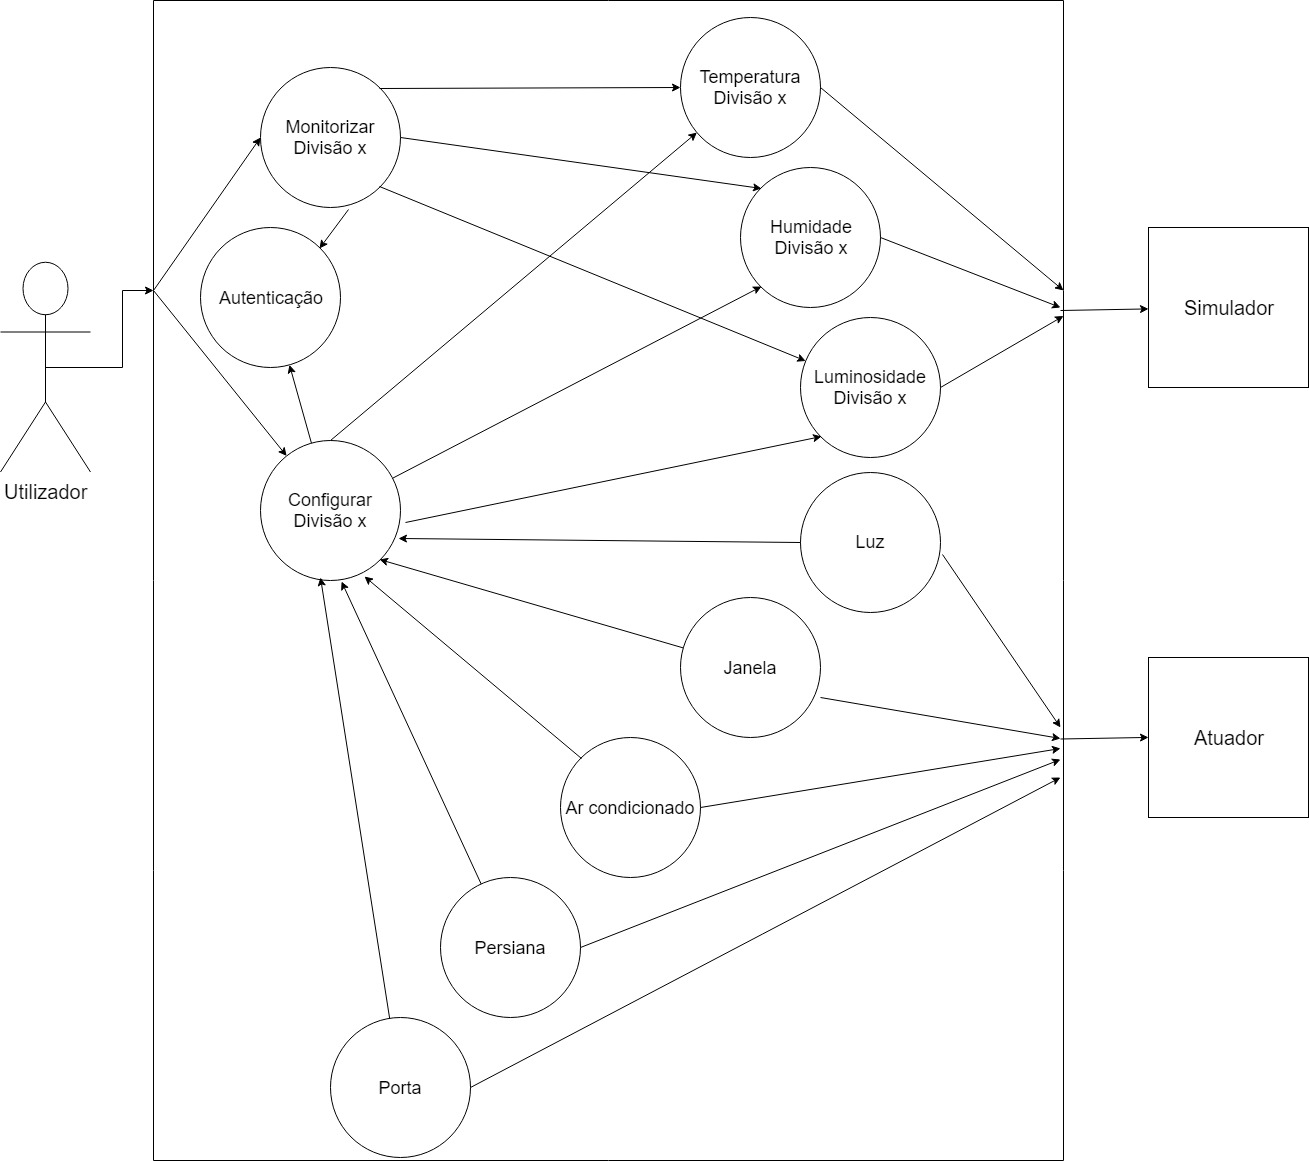 Temperatura
Divisão x
Monitorizar
Divisão x
Humidade
Divisão x
Autenticação
Simulador
Luminosidade
Divisão x
Utilizador
Configurar
Divisão x
Luz
Janela
Atuador
Ar condicionado
Persiana
Porta